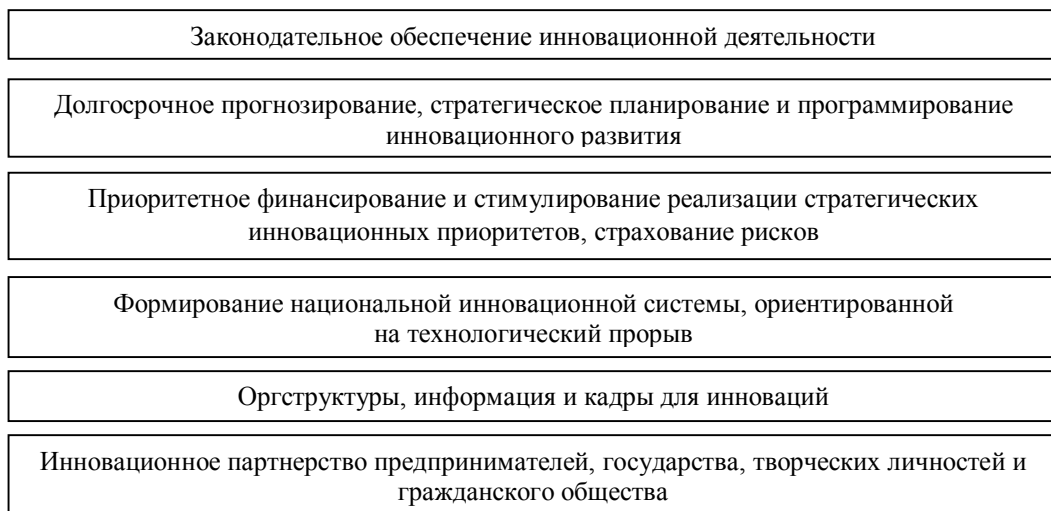 Законодательное обеспечение инновационной деятельности
Долгосрочное прогнозирование, стратегическое планирование и программирование
инновационного развития
Приоритетное финансирование и стимулирование реализации стратегических
инновационных приоритетов, страхование рисков
Формирование национальной инновационной системы, ориентированной
на технологический прорыв
Оргструктуры, информация и кадры для инноваций
Инновационное партнерство предпринимателей, государства, творческих личностей и
гражданского общества